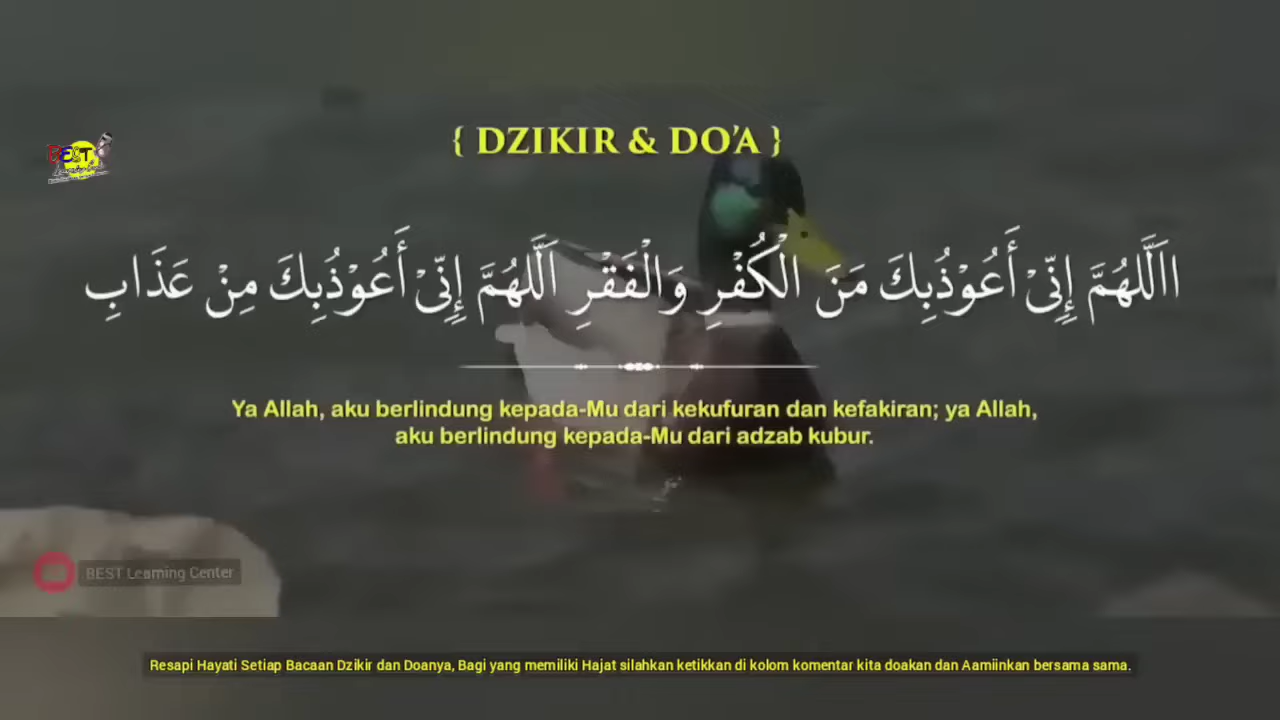 { DZIKIR & DO'A }
BEST
االَلَّهُمَّ إِنِّيْ أَعُوْذُبِكَ مَنَ الْكُفْرِ وَالْفَقْرِ اَللَّهُمَّ إِنِّيْ أَعُوْذُبِكَ مِنْ عَذَابِ
Ya Allah, aku berlindung kepada-Mu dari kekufuran dan kefakiran; ya Allah,
aku berlindung kepada-Mu dari adzab kubur.
BEST Learning Center
Resapi Hayati Setiap Bacaan Dzikir dan Doanya, Bagi yang memiliki Hajat silahkan ketikkan di kolom komentar kita doakan dan Aamiinkan bersama sama.